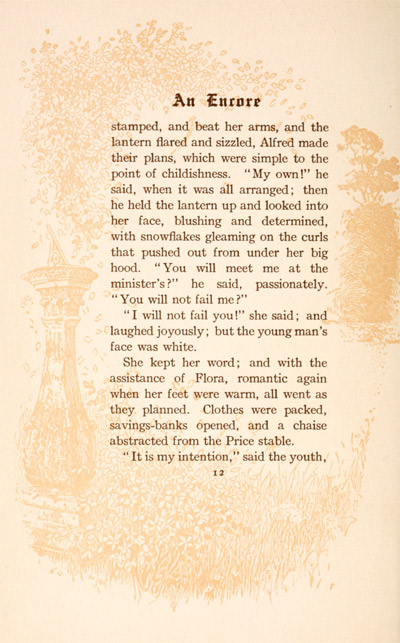 An Encore
stamped, and beat her arms, and the
lantern flared and sizzled, Alfred made
their plans, which were simple to the
point of childishness. "My own!" he
said, when it was all arranged; then
he held the lantern up and looked into
her face, blushing and determined,
with snowflakes gleaming on the curls
that pushed out from under her big
hood. "You will meet me at the
minister's?" he said, passionately.
"You will not fail me?"
"I will not fail you!" she said; and
laughed joyously; but the young man's
face was white.
She kept her word; and with the
assistance of Flora, romantic again
when her feet were warm, all went as
they planned. Clothes were packed,
savings-banks opened, and a chaise
abstracted from the Price stable.
"It is my intention," said the youth,
12